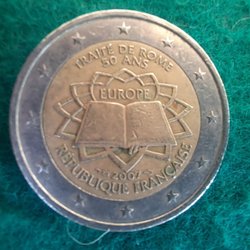 TRAITÉ DE ROME
50 ANS
EUROPE
2007
RÉPUBLIQUE FRANÇAISE